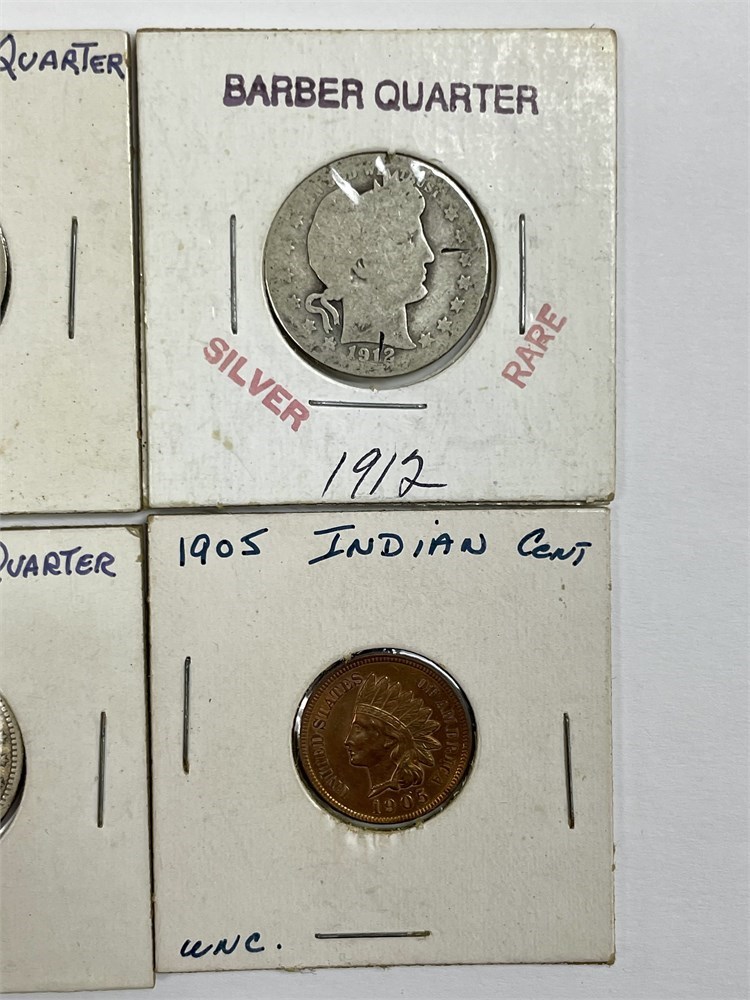 QUARTER
BARBER QUARTER
1912
SILVER
RARE
1912
QUARTER
1905 INDIAN CENT
UNITED STATES OF AMERICA
1905
UNC.